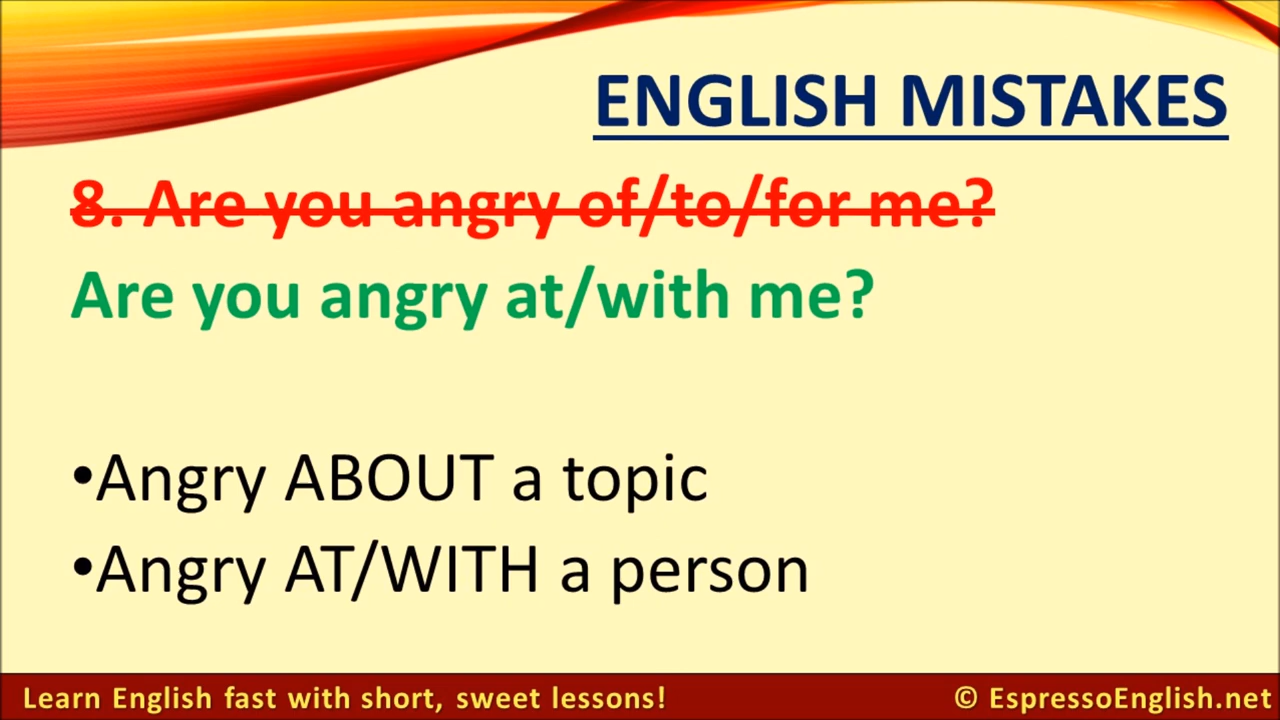 ENGLISH MISTAKES
8. Are you angry of/to/for me?
Are you angry at/with me?
•Angry ABOUT a topic
•Angry AT/WITH a person
Learn English fast with short, sweet lessons!
© EspressoEnglish.net